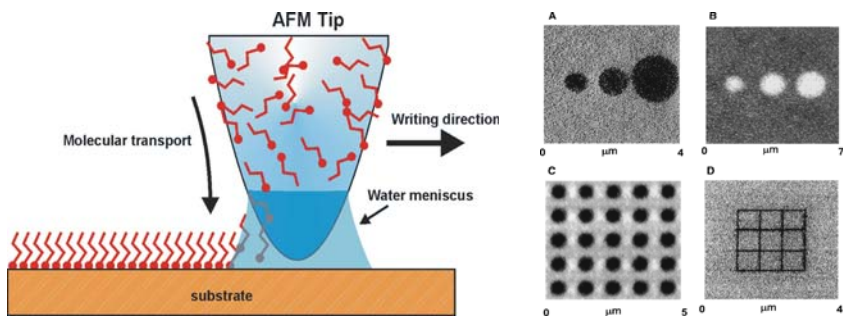 AFM Tip
Molecular transport
Writing direction
Water meniscus
substrate
A
0 µm 4
B
0 µm 7
C
0 µm 5
D
0 µm 4